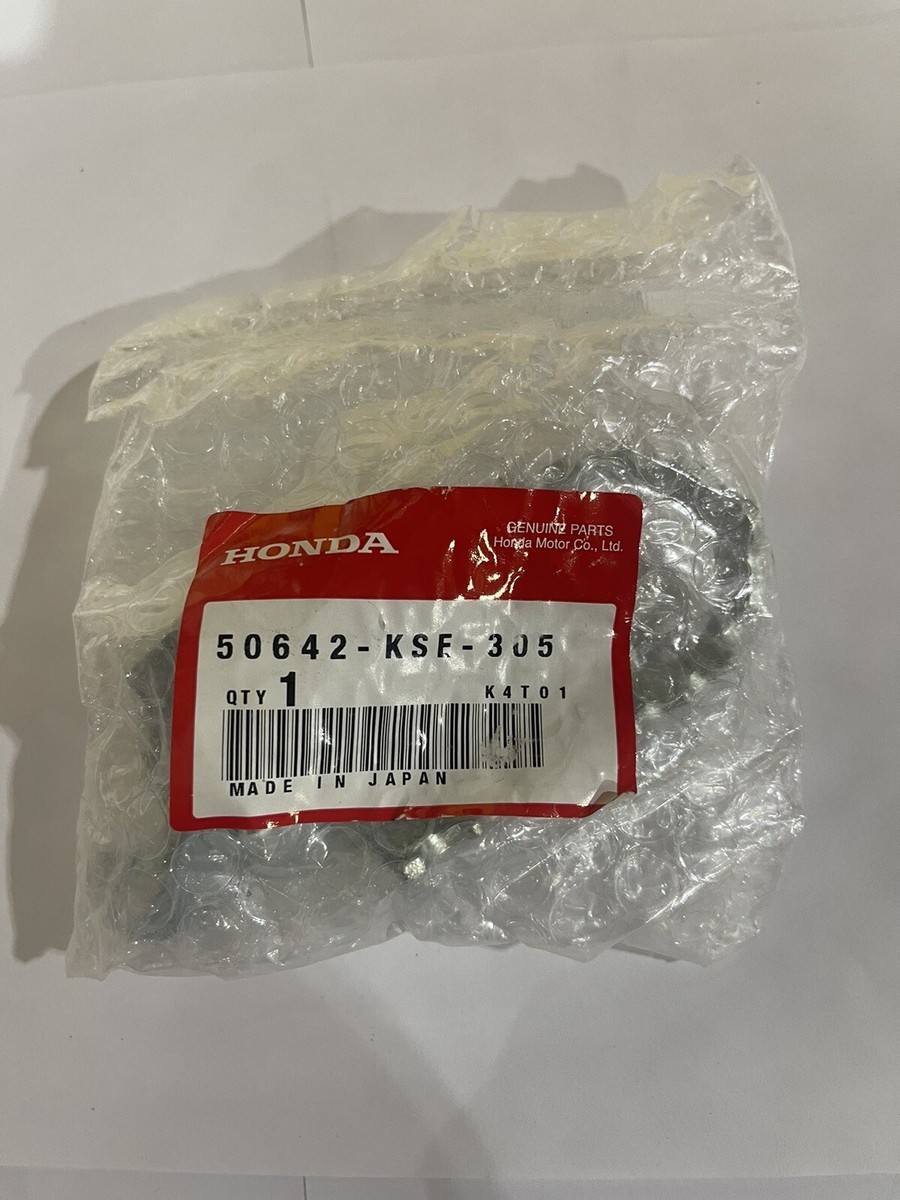 HONDA
GENUINE PARTS
Honda Motor Co., Ltd.
50642-KSE-305
QTY 1
K4T01
MADE IN JAPAN